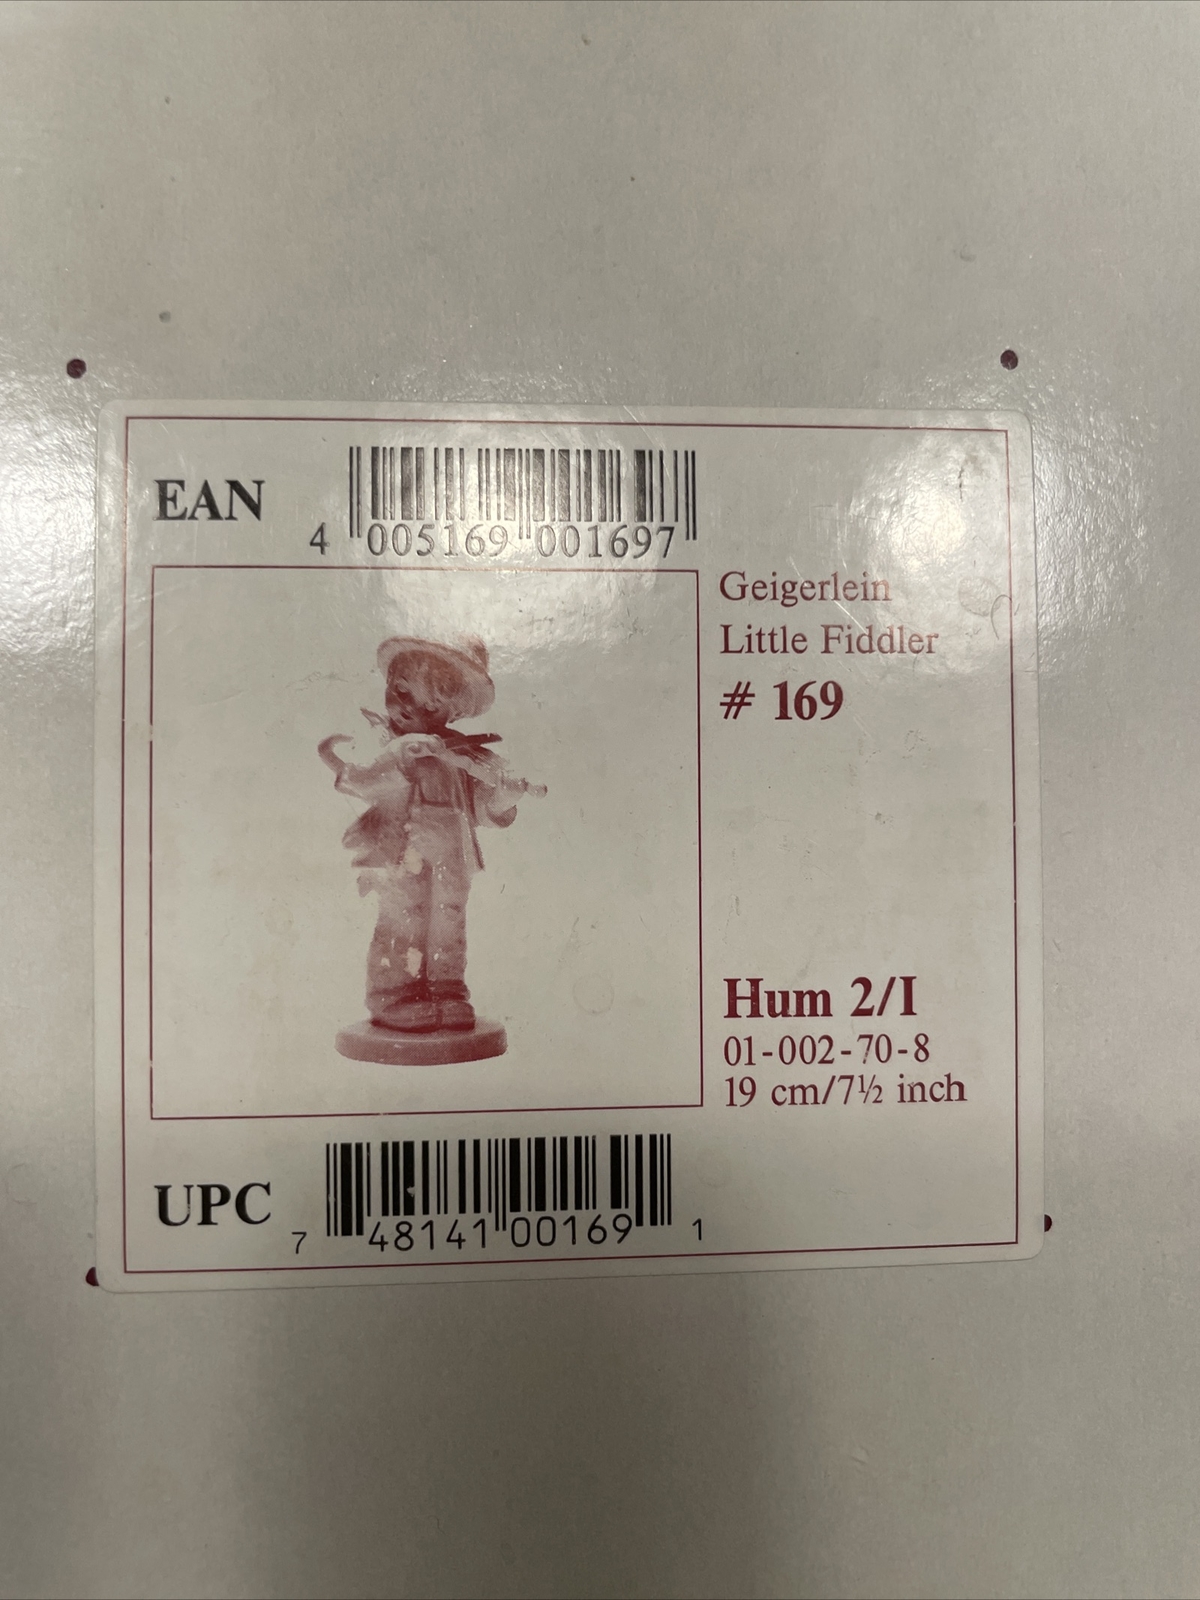 EAN
4 005169 001697
Geigerlein
Little Fiddler
# 169
Hum 2/I
01-002-70-8
19 cm/7½ inch
UPC
7 48141 00169 1